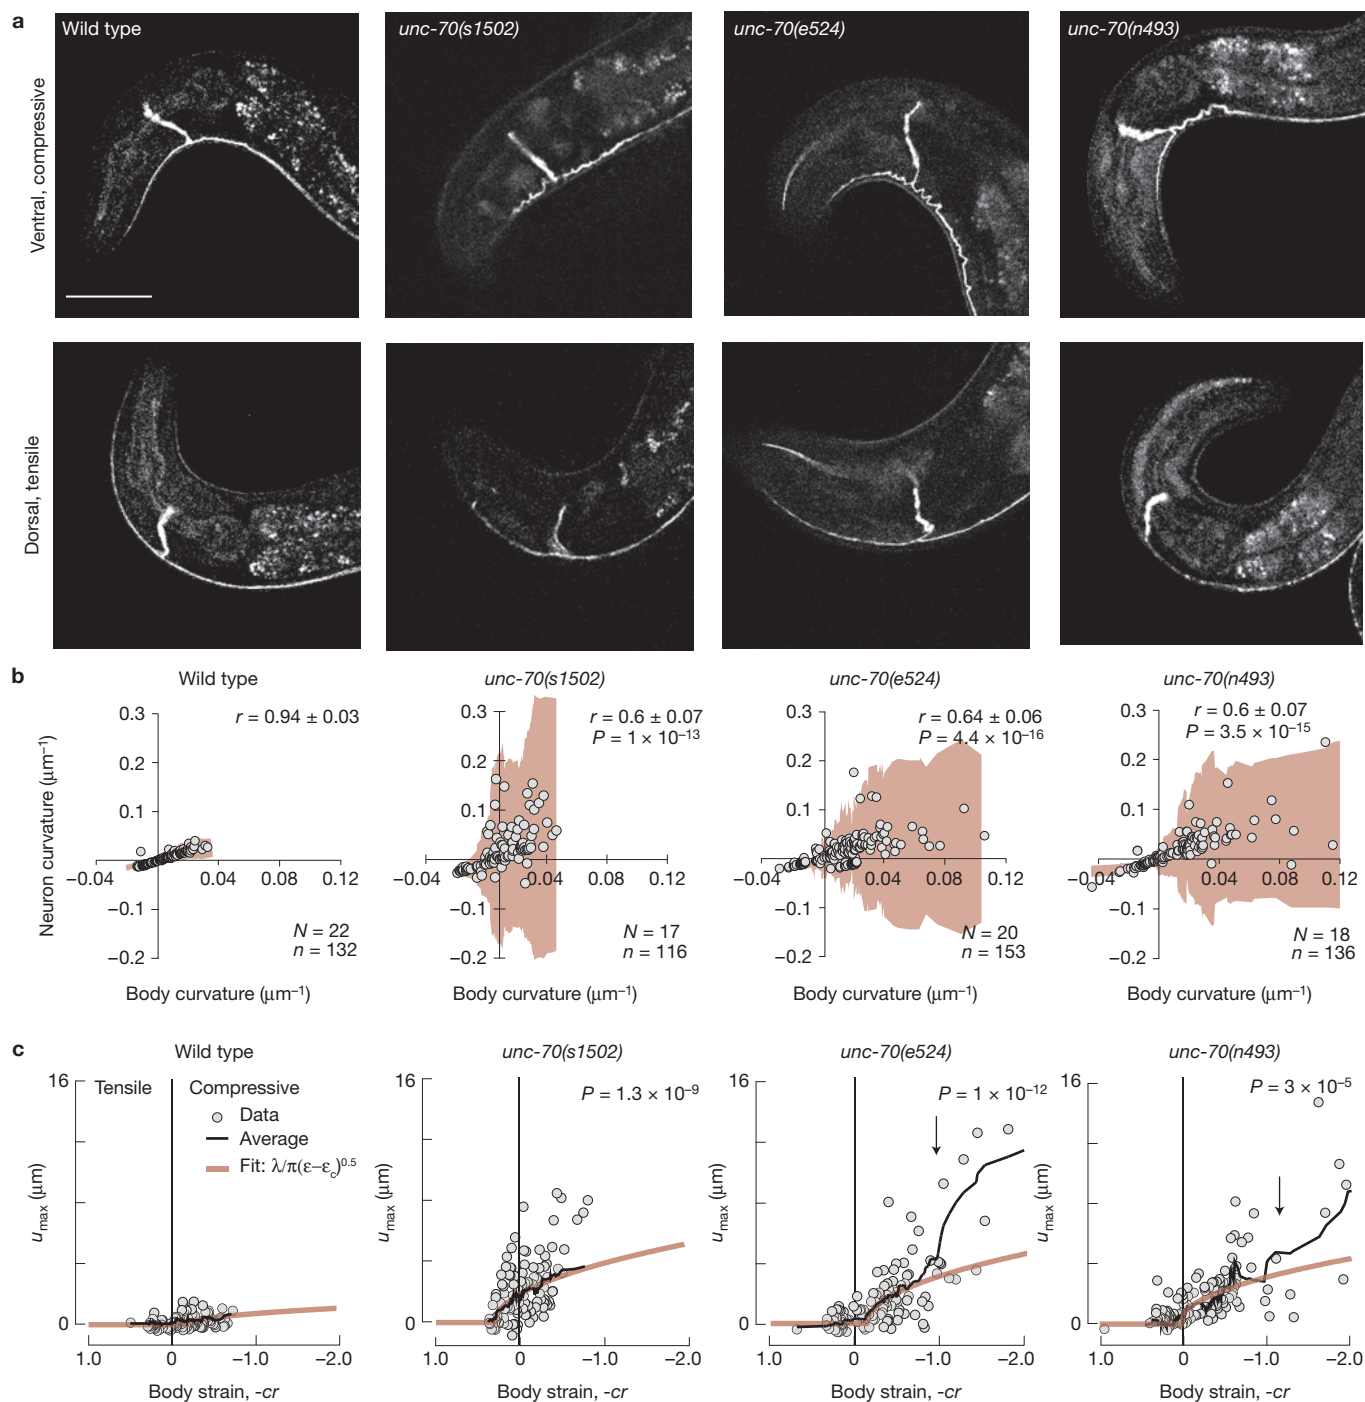 a
Wild type
unc-70(s1502)
unc-70(e524)
unc-70(n493)
Ventral, compressive
Dorsal, tensile
b
Wild type
unc-70(s1502)
unc-70(e524)
unc-70(n493)
Neuron curvature (μm⁻¹)
0.3
0.2
0.1
−0.1
−0.2
−0.04
0.04
0.08
0.12
r = 0.94 ± 0.03
N = 22
n = 132
Body curvature (μm⁻¹)
0.3
0.2
0.1
−0.1
−0.2
−0.04
0.04
0.08
0.12
r = 0.6 ± 0.07
P = 1 × 10⁻¹³
N = 17
n = 116
Body curvature (μm⁻¹)
0.3
0.2
0.1
−0.1
−0.2
−0.04
0.04
0.08
0.12
r = 0.64 ± 0.06
P = 4.4 × 10⁻¹⁶
N = 20
n = 153
Body curvature (μm⁻¹)
0.3
0.2
0.1
−0.1
−0.2
−0.04
0.04
0.08
0.12
r = 0.6 ± 0.07
P = 3.5 × 10⁻¹⁵
N = 18
n = 136
Body curvature (μm⁻¹)
c
Wild type
unc-70(s1502)
unc-70(e524)
unc-70(n493)
16
Tensile
Compressive
Data
Average
Fit: λ/π(ε−εc)⁰·⁵
umax (μm)
0
1.0
0
−1.0
−2.0
Body strain, -cr
16
P = 1.3 × 10⁻⁹
umax (μm)
0
1.0
0
−1.0
−2.0
Body strain, -cr
16
P = 1 × 10⁻¹²
umax (μm)
0
1.0
0
−1.0
−2.0
Body strain, -cr
16
P = 3 × 10⁻⁵
umax (μm)
0
1.0
0
−1.0
−2.0
Body strain, -cr